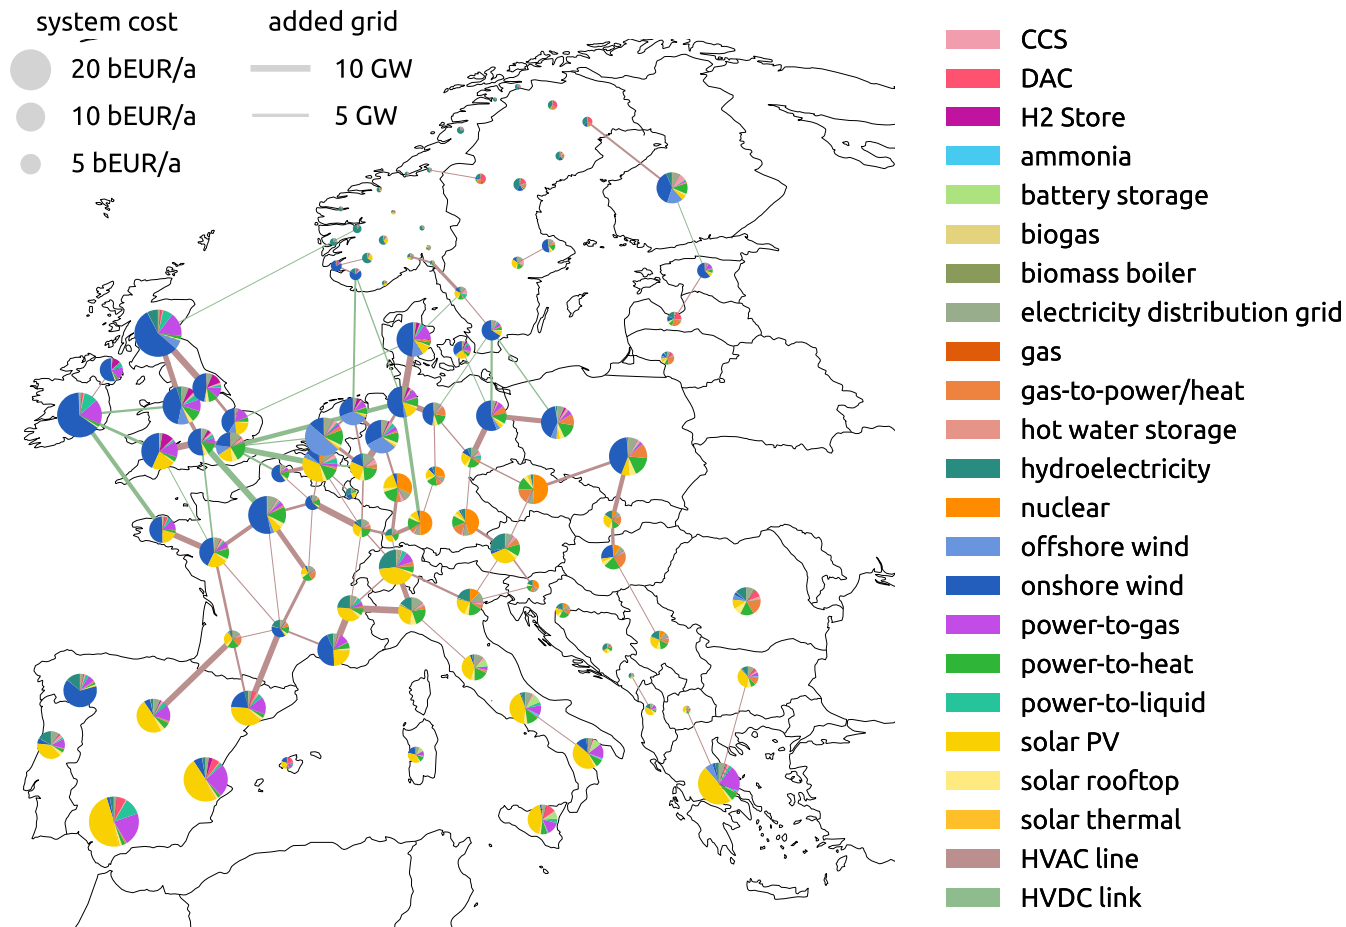 system cost
20 bEUR/a
10 bEUR/a
5 bEUR/a
added grid
10 GW
5 GW
CCS
DAC
H2 Store
ammonia
battery storage
biogas
biomass boiler
electricity distribution grid
gas
gas-to-power/heat
hot water storage
hydroelectricity
nuclear
offshore wind
onshore wind
power-to-gas
power-to-heat
power-to-liquid
solar PV
solar rooftop
solar thermal
HVAC line
HVDC link